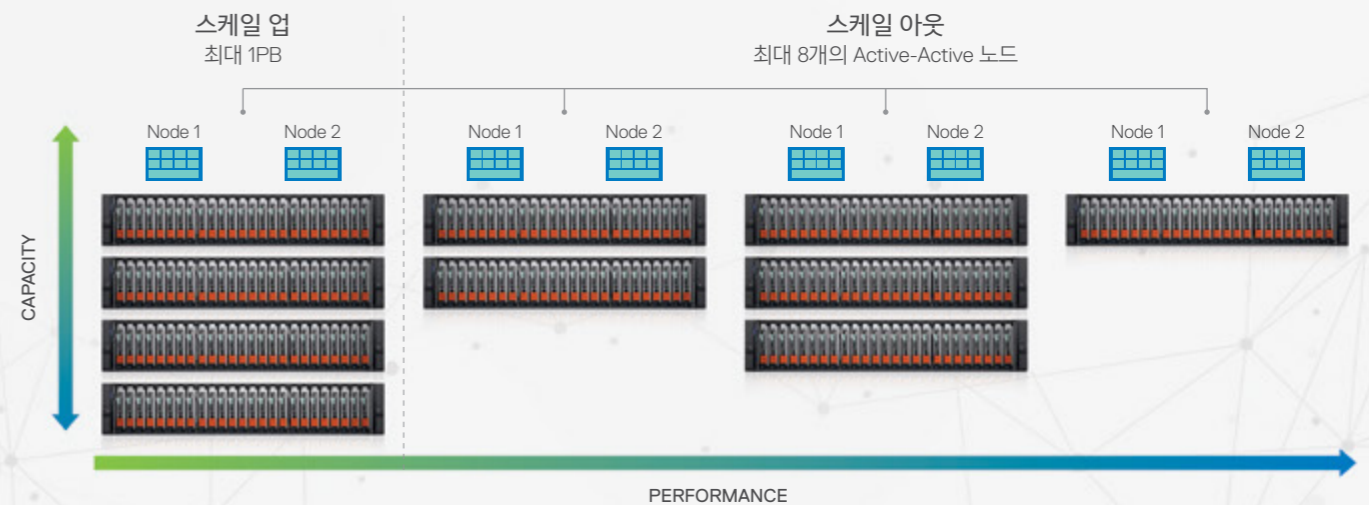 스케일 업
최대 1PB
스케일 아웃
최대 8개의 Active-Active 노드
Node 1
Node 2
Node 1
Node 2
Node 1
Node 2
Node 1
Node 2
CAPACITY
PERFORMANCE